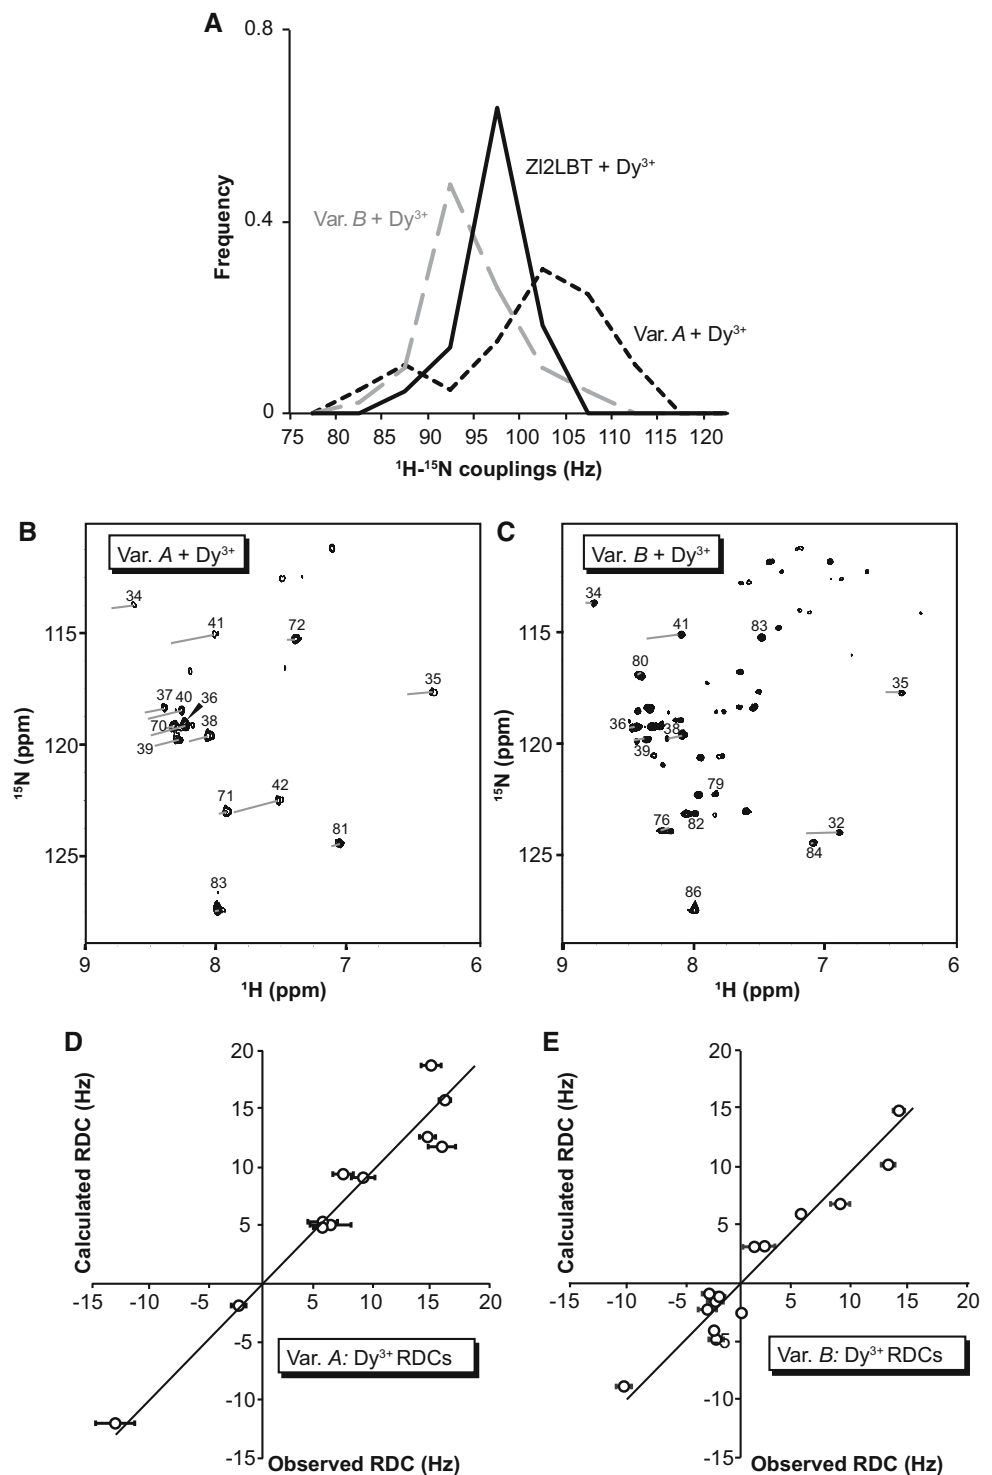 A
0.8
0.4
0
Frequency
ZI2LBT + Dy³⁺
Var. B + Dy³⁺
Var. A + Dy³⁺
75 80 85 90 95 100 105 110 115 120
¹H-¹⁵N couplings (Hz)
B
Var. A + Dy³⁺
34
41
72
35
37
40
36
70
38
39
42
71
81
83
115
120
125
¹⁵N (ppm)
9 8 7 6
¹H (ppm)
C
Var. B + Dy³⁺
34
41
83
80
35
36
38
39
79
76
82
32
84
86
115
120
125
¹⁵N (ppm)
9 8 7 6
¹H (ppm)
D
Calculated RDC (Hz)
20
15
10
5
-15 -10 -5 5 10 15 20
-5
-10
-15
Var. A: Dy³⁺ RDCs
Observed RDC (Hz)
E
Calculated RDC (Hz)
20
15
10
5
-15 -10 -5 5 10 15 20
-5
-10
-15
Var. B: Dy³⁺ RDCs
Observed RDC (Hz)